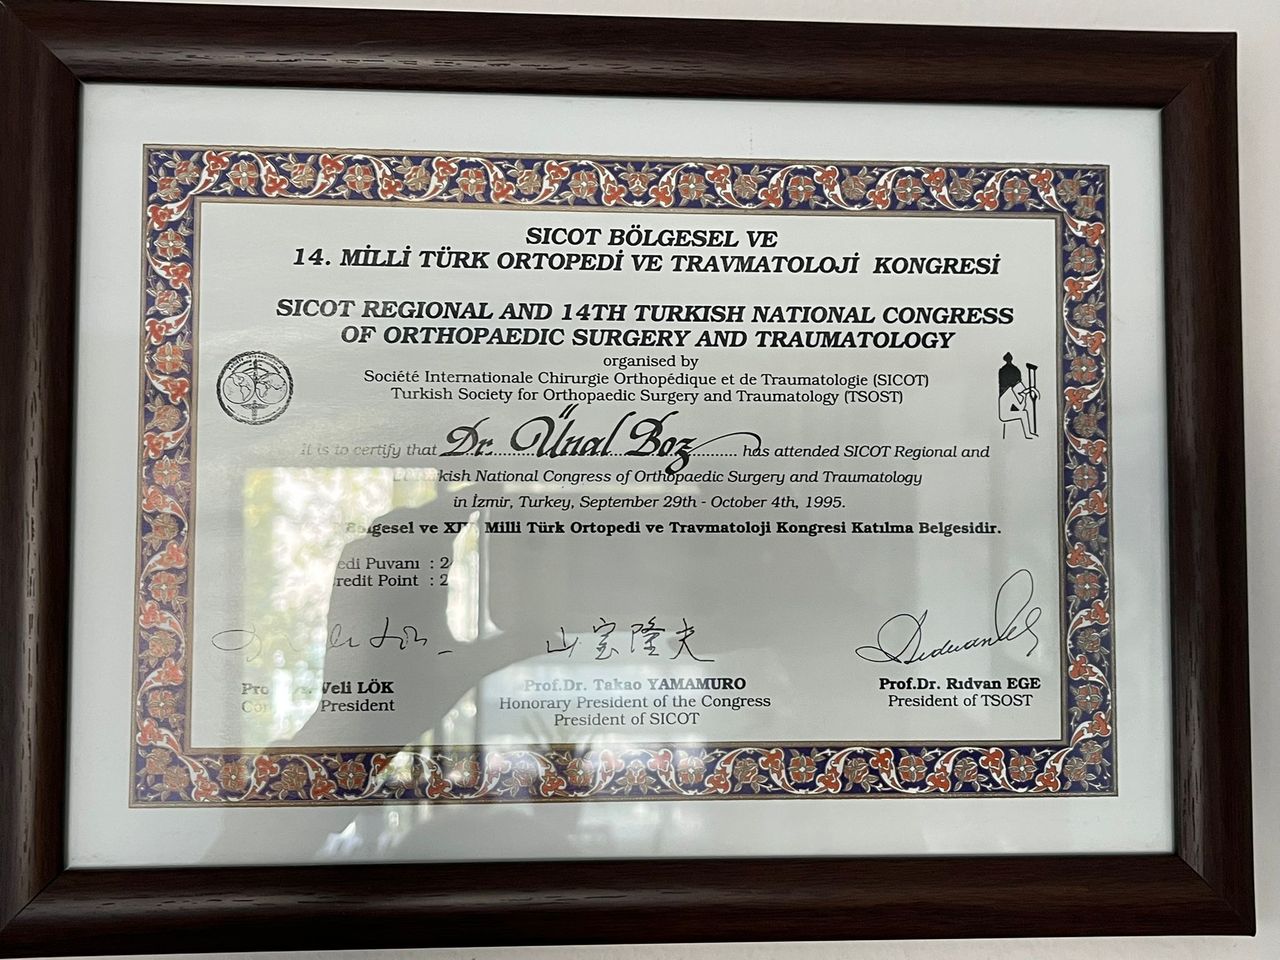 SICOT BÖLGESEL VE
14. MİLLİ TÜRK ORTOPEDİ VE TRAVMATOLOJİ KONGRESİ
SICOT REGIONAL AND 14TH TURKISH NATIONAL CONGRESS
OF ORTHOPAEDIC SURGERY AND TRAUMATOLOGY
organised by
Société Internationale Chirurgie Orthopédique et de Traumatologie (SICOT)
Turkish Society for Orthopaedic Surgery and Traumatology (TSOST)
It is to certify that Dr. Ünal Boz has attended SICOT Regional and
National Congress of Orthopaedic Surgery and Traumatology
in İzmir, Turkey, September 29th - October 4th, 1995.
Bölgesel ve Milli Türk Ortopedi ve Travmatoloji Kongresi Katılma Belgesidir.
Puvanı :
Point :
山室隆夫
Veli LÖK
President
Prof.Dr. Takao YAMAMURO
Honorary President of the Congress
President of SICOT
Prof.Dr. Rıdvan EGE
President of TSOST